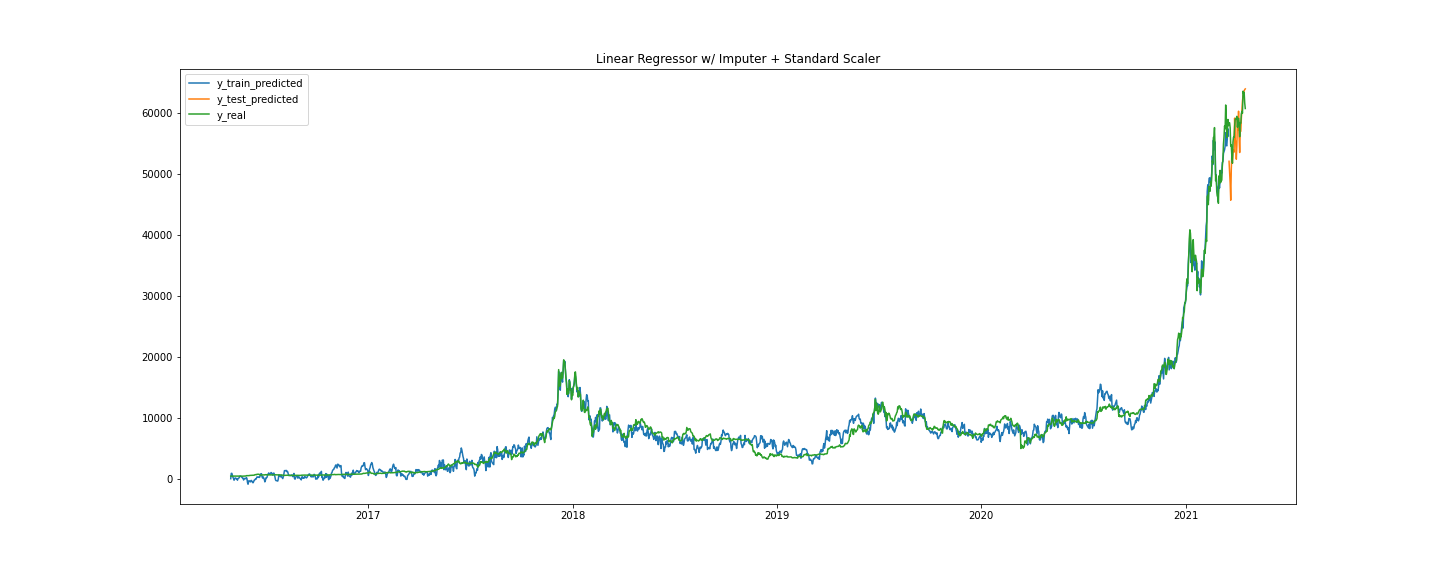 Linear Regressor w/ Imputer + Standard Scaler
y_train_predicted
y_test_predicted
y_real
60000
50000
40000
30000
20000
10000
0
2017 2018 2019 2020 2021